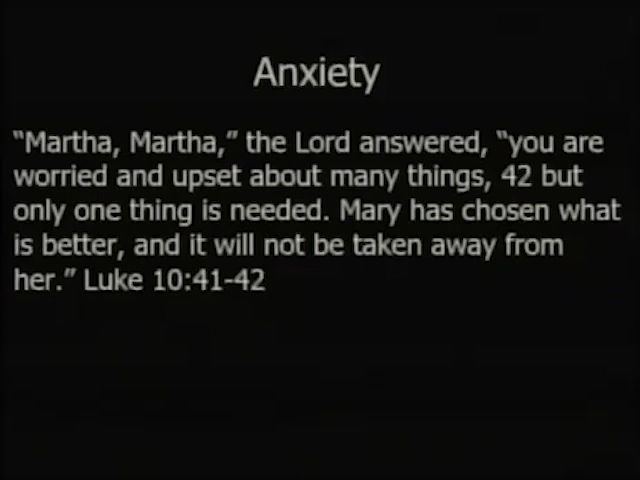 Anxiety
“Martha, Martha,” the Lord answered, “you are
worried and upset about many things, 42 but
only one thing is needed. Mary has chosen what
is better, and it will not be taken away from
her.” Luke 10:41-42